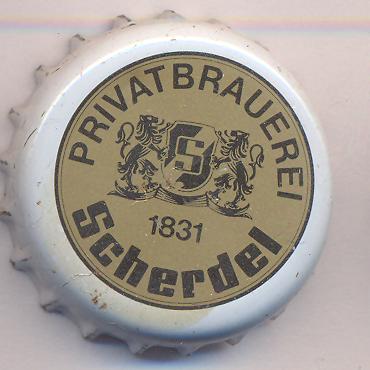 PRIVATBRAUEREI
S
1831
Scherdel